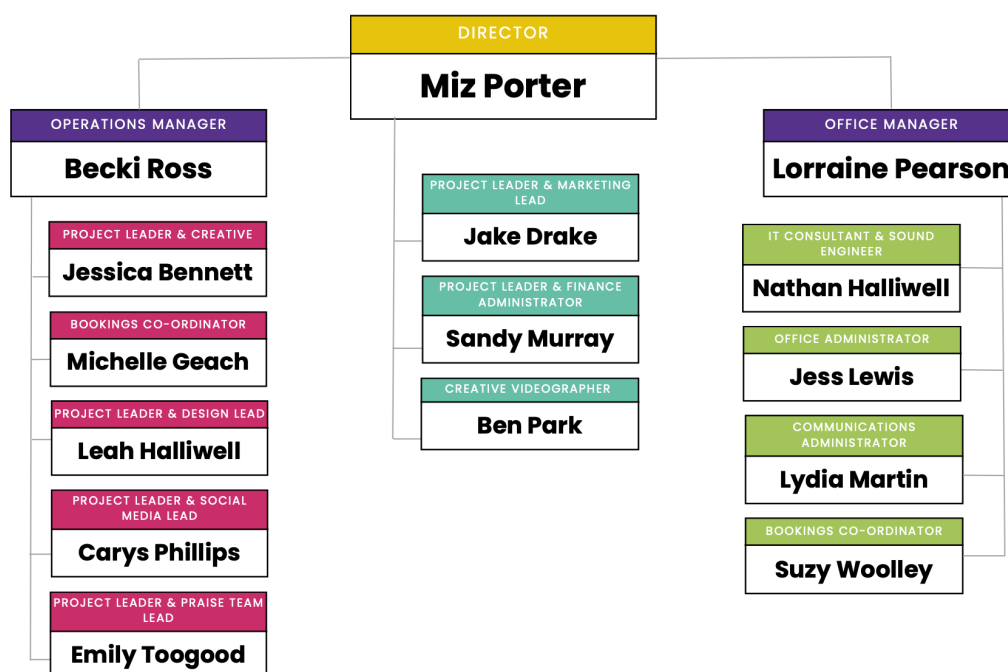 DIRECTOR
Miz Porter
OPERATIONS MANAGER
Becki Ross
PROJECT LEADER & CREATIVE
Jessica Bennett
BOOKINGS CO-ORDINATOR
Michelle Geach
PROJECT LEADER & DESIGN LEAD
Leah Halliwell
PROJECT LEADER & SOCIAL
MEDIA LEAD
Carys Phillips
PROJECT LEADER & PRAISE TEAM
LEAD
Emily Toogood
PROJECT LEADER & MARKETING
LEAD
Jake Drake
PROJECT LEADER & FINANCE
ADMINISTRATOR
Sandy Murray
CREATIVE VIDEOGRAPHER
Ben Park
OFFICE MANAGER
Lorraine Pearson
IT CONSULTANT & SOUND
ENGINEER
Nathan Halliwell
OFFICE ADMINISTRATOR
Jess Lewis
COMMUNICATIONS
ADMINISTRATOR
Lydia Martin
BOOKINGS CO-ORDINATOR
Suzy Woolley